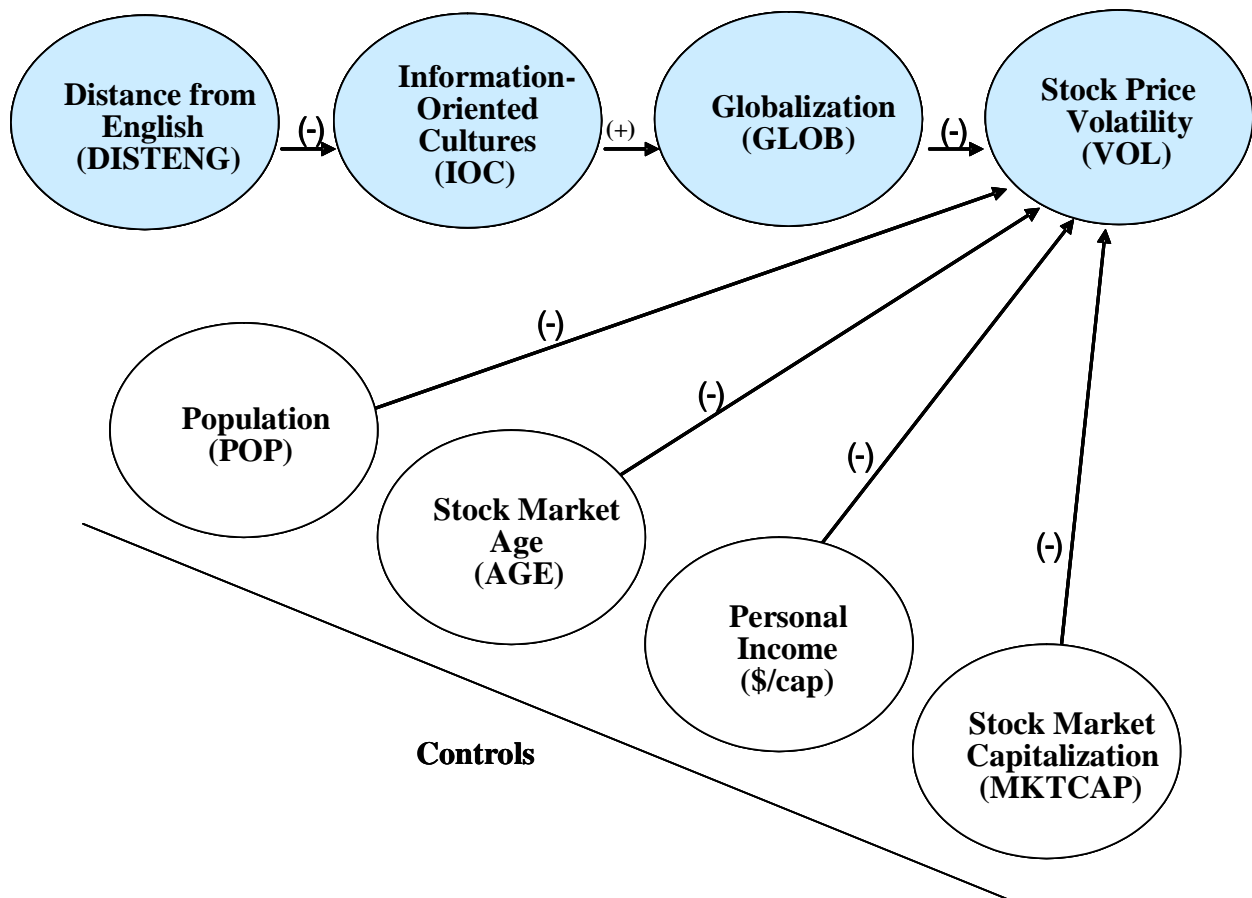 Distance from
English
(DISTENG)
(-)
Information-
Oriented
Cultures
(IOC)
(+)
Globalization
(GLOB)
(-)
Stock Price
Volatility
(VOL)
(-)
Population
(POP)
(-)
Stock Market
Age
(AGE)
(-)
Personal
Income
($/cap)
(-)
Stock Market
Capitalization
(MKTCAP)
Controls